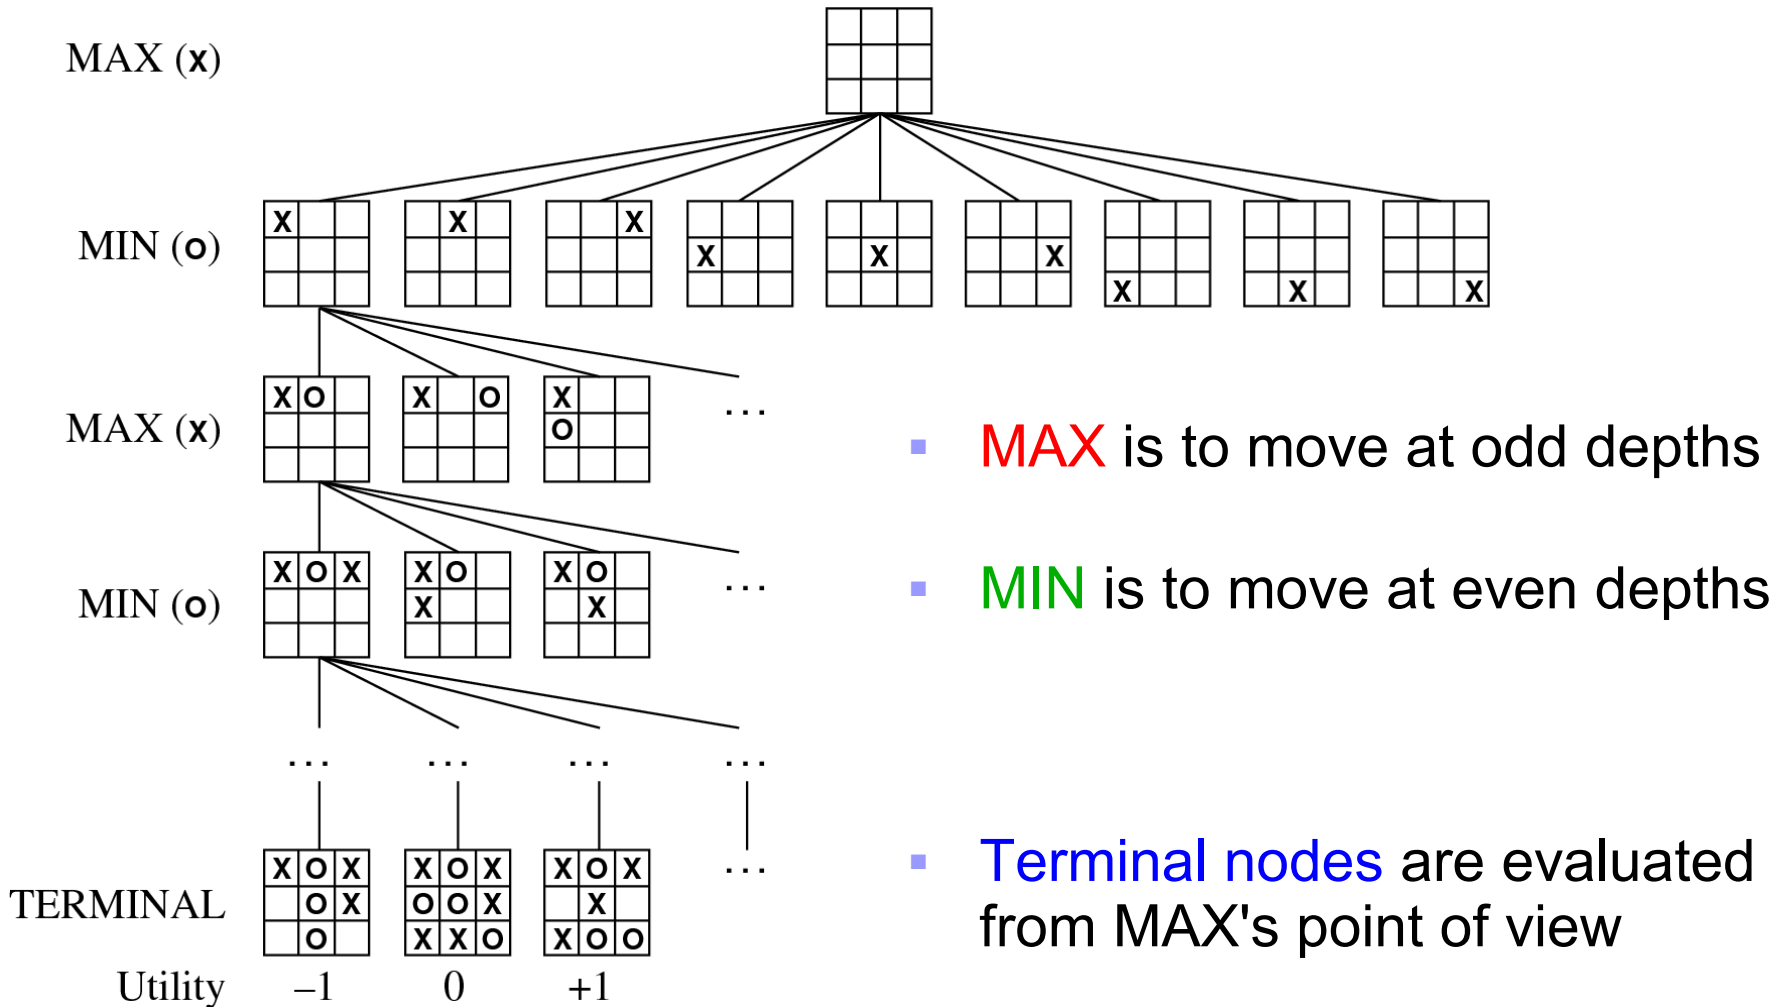 MAX (X)
MIN (O)
X
X
X
X
X
X
X
X
X
MAX (X)
X O
X O
X
O
...
MAX is to move at odd depths
MIN (O)
X O X
X O
X
X O
X
...
MIN is to move at even depths
... ... ... ...
TERMINAL
X O X
O X
O
X O X
O O X
X X O
X O X
X
X O O
...
Terminal nodes are evaluated
from MAX's point of view
Utility –1 0 +1